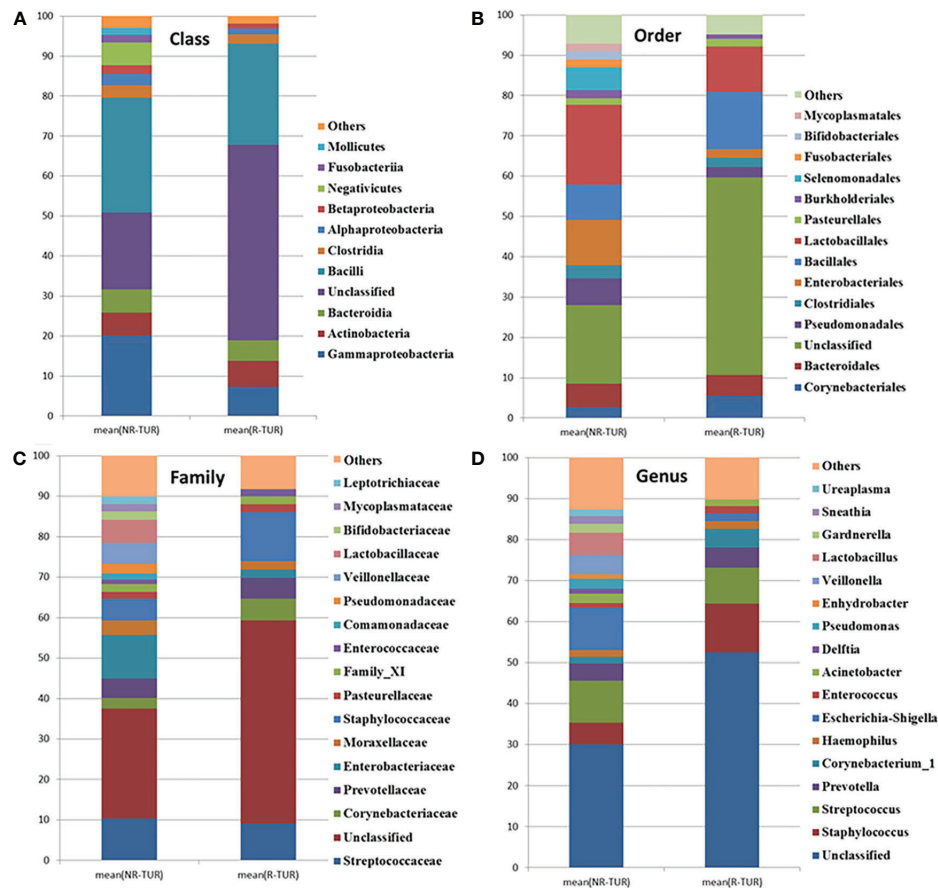 A
Class
100
90
80
70
60
50
40
30
20
10
0
mean(NR-TUR)
mean(R-TUR)
Others
Mollicutes
Fusobacteriia
Negativicutes
Betaproteobacteria
Alphaproteobacteria
Clostridia
Bacilli
Unclassified
Bacteroidia
Actinobacteria
Gammaproteobacteria
B
Order
100
90
80
70
60
50
40
30
20
10
0
mean(NR-TUR)
mean(R-TUR)
Others
Mycoplasmatales
Bifidobacteriales
Fusobacteriales
Selenomonadales
Burkholderiales
Pasteurellales
Lactobacillales
Bacillales
Enterobacteriales
Clostridiales
Pseudomonadales
Unclassified
Bacteroidales
Corynebacteriales
C
Family
100
90
80
70
60
50
40
30
20
10
0
mean(NR-TUR)
mean(R-TUR)
Others
Leptotrichiaceae
Mycoplasmataceae
Bifidobacteriaceae
Lactobacillaceae
Veillonellaceae
Pseudomonadaceae
Comamonadaceae
Enterococcaceae
Family_XI
Pasteurellaceae
Staphylococcaceae
Moraxellaceae
Enterobacteriaceae
Prevotellaceae
Corynebacteriaceae
Unclassified
Streptococcaceae
D
Genus
100
90
80
70
60
50
40
30
20
10
0
mean(NR-TUR)
mean(R-TUR)
Others
Ureaplasma
Sneathia
Gardnerella
Lactobacillus
Veillonella
Enhydrobacter
Pseudomonas
Delftia
Acinetobacter
Enterococcus
Escherichia-Shigella
Haemophilus
Corynebacterium_1
Prevotella
Streptococcus
Staphylococcus
Unclassified